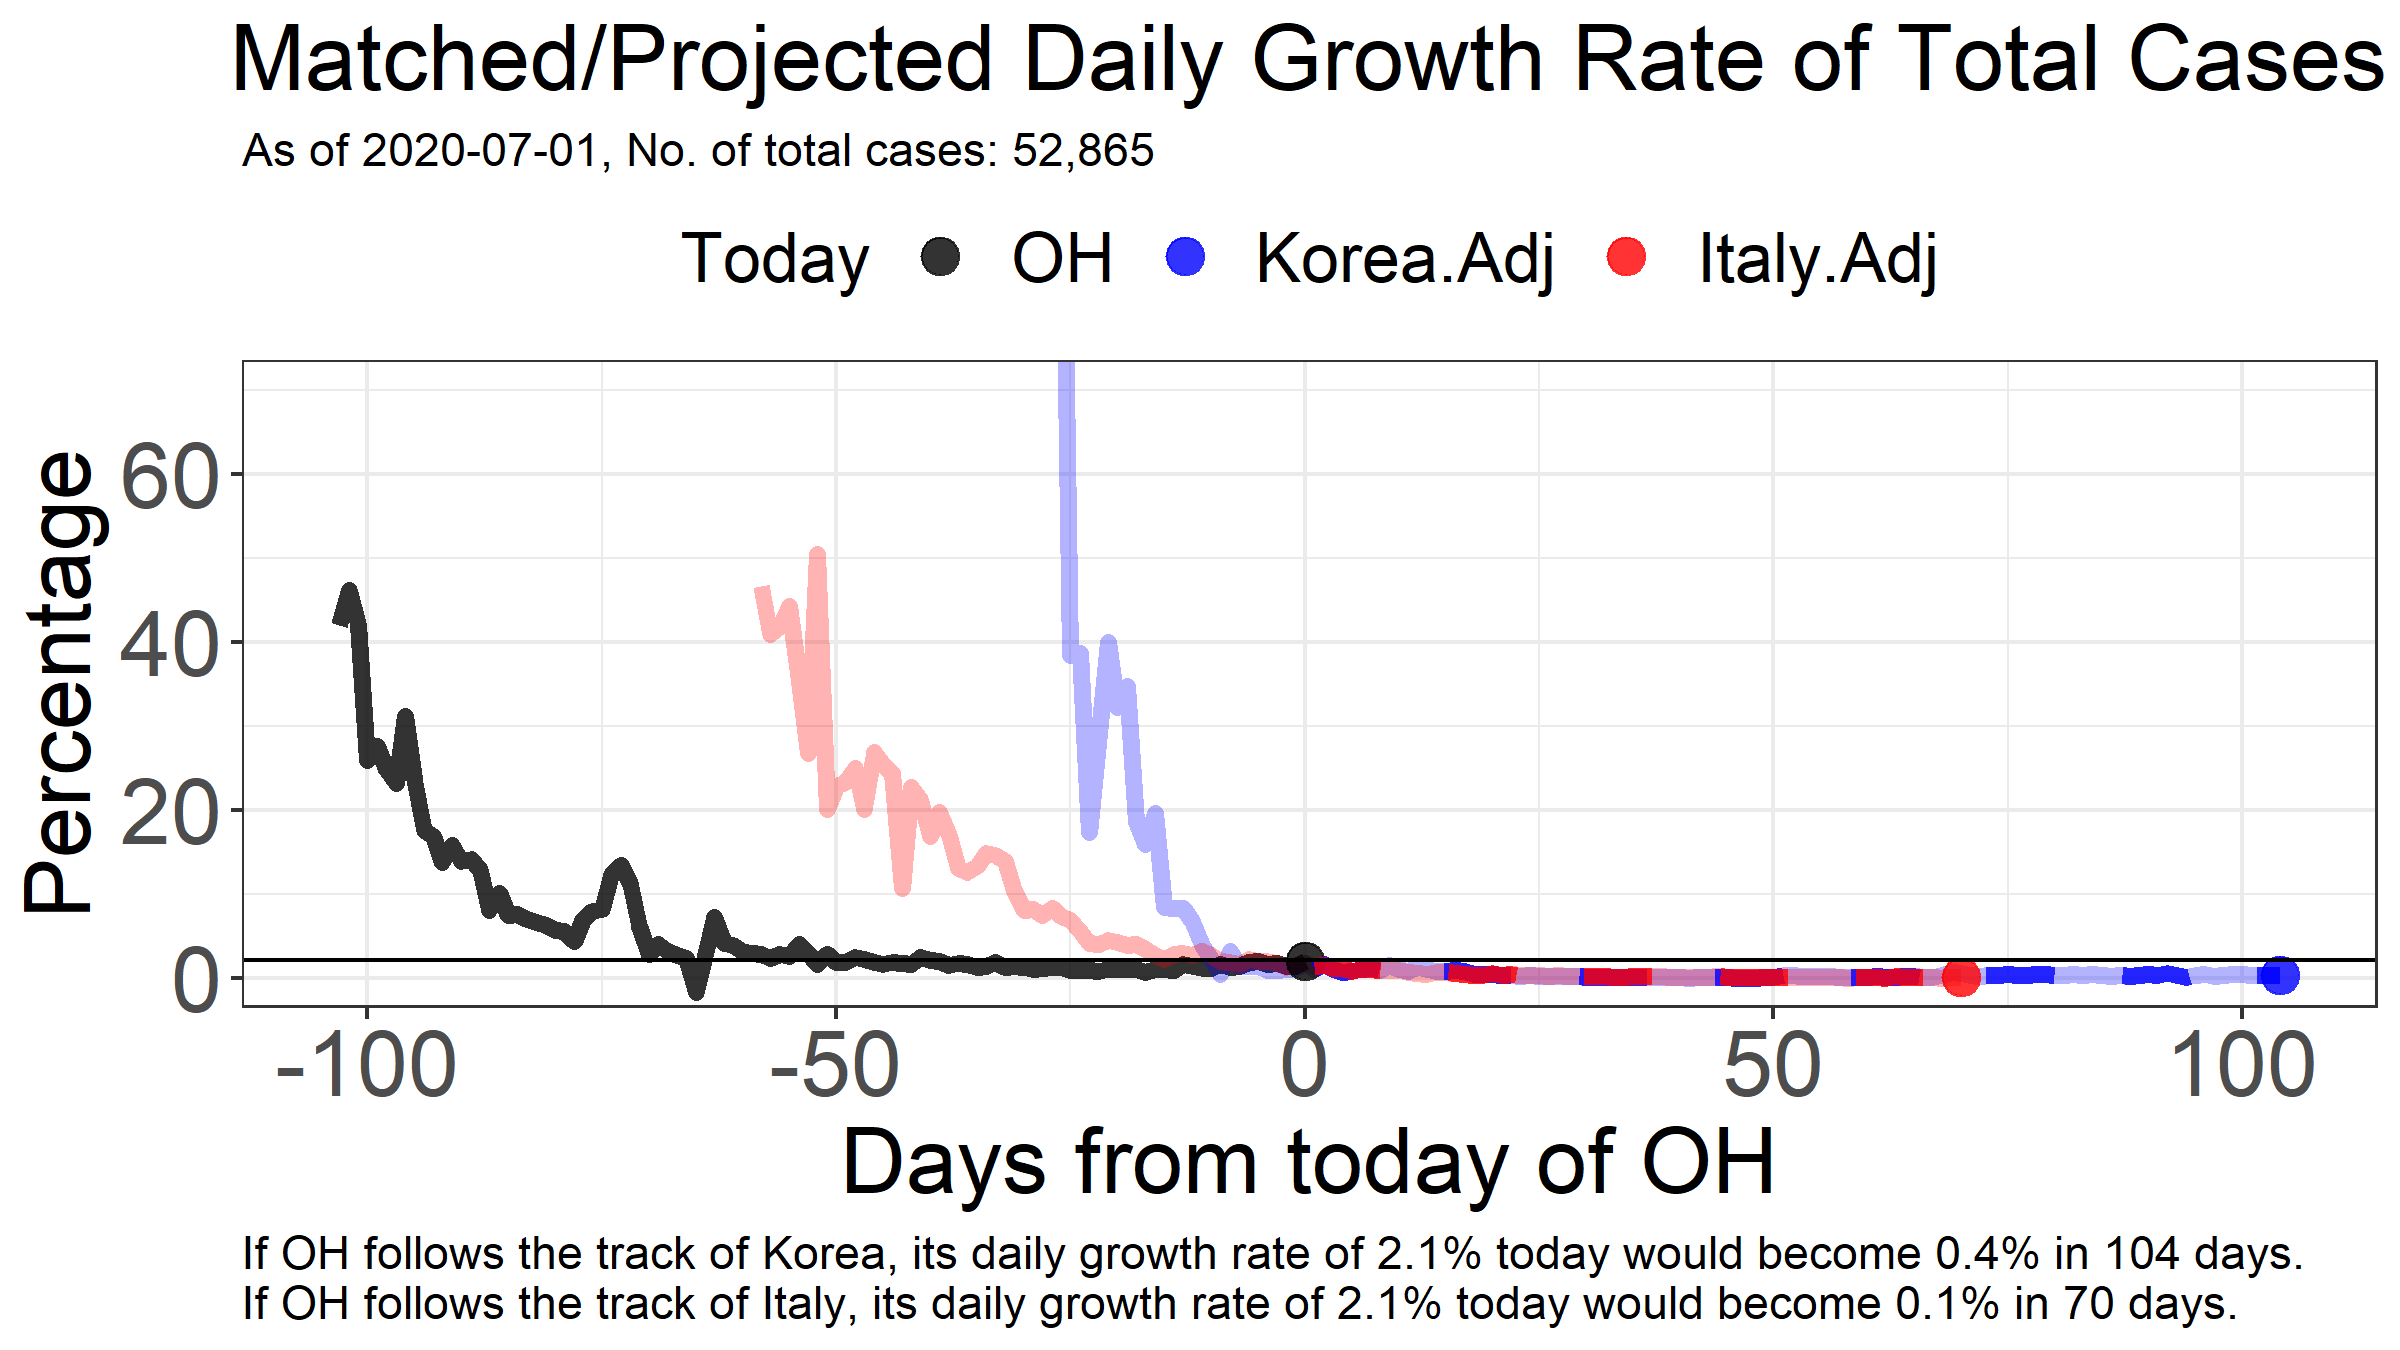 Matched/Projected Daily Growth Rate of Total Cases
As of 2020-07-01, No. of total cases: 52,865
Today OH Korea.Adj Italy.Adj
Percentage
60
40
20
0
-100 -50 0 50 100
Days from today of OH
If OH follows the track of Korea, its daily growth rate of 2.1% today would become 0.4% in 104 days.
If OH follows the track of Italy, its daily growth rate of 2.1% today would become 0.1% in 70 days.